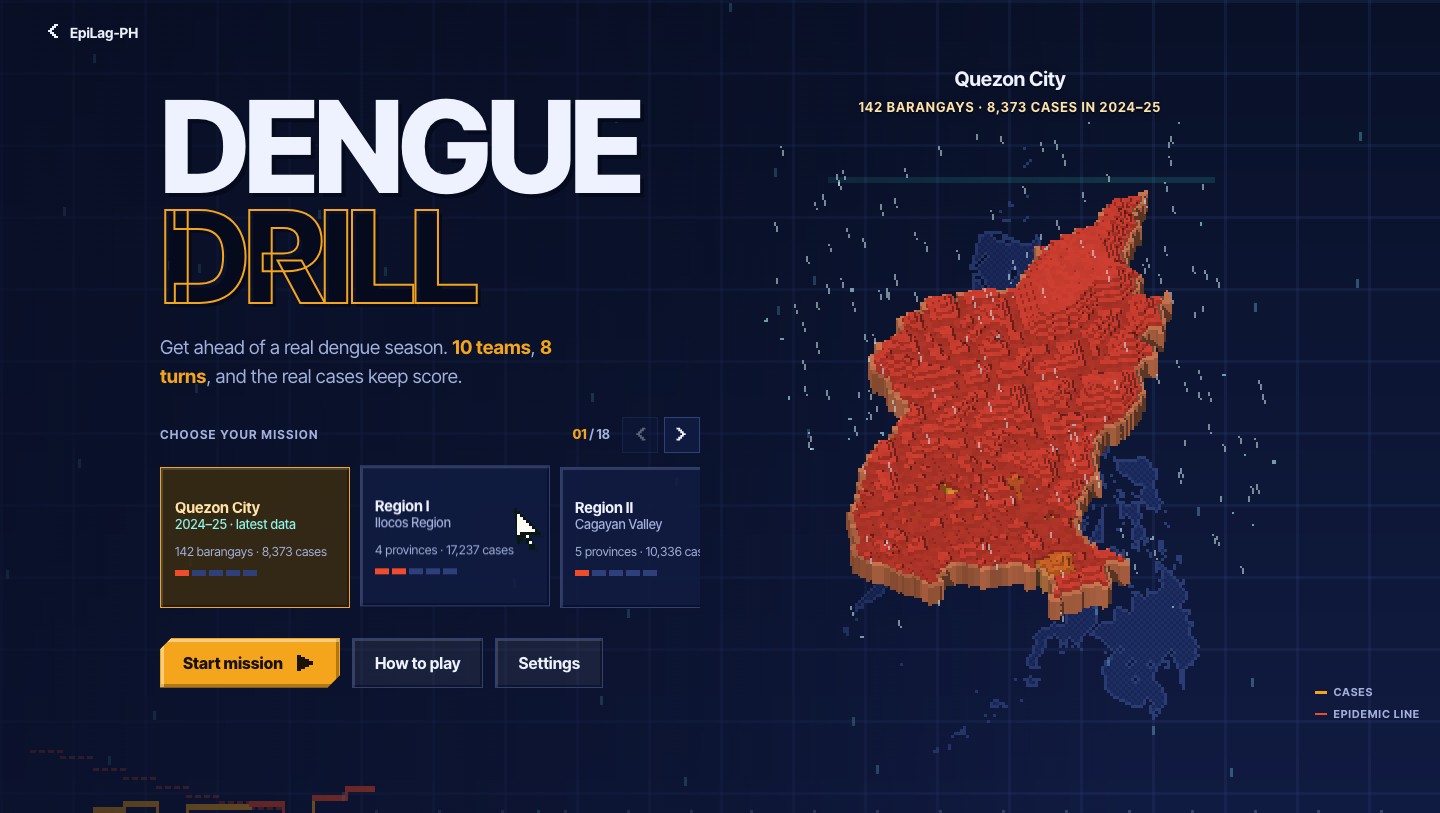 EpiLag-PH
DENGUE
DRILL
Get ahead of a real dengue season. 10 teams, 8
turns, and the real cases keep score.
CHOOSE YOUR MISSION
01 / 18
Quezon City
2024–25 · latest data
142 barangays · 8,373 cases
Region I
Ilocos Region
4 provinces · 17,237 cases
Region II
Cagayan Valley
5 provinces · 10,336 cas
Start mission
How to play
Settings
Quezon City
142 BARANGAYS · 8,373 CASES IN 2024–25
CASES
EPIDEMIC LINE